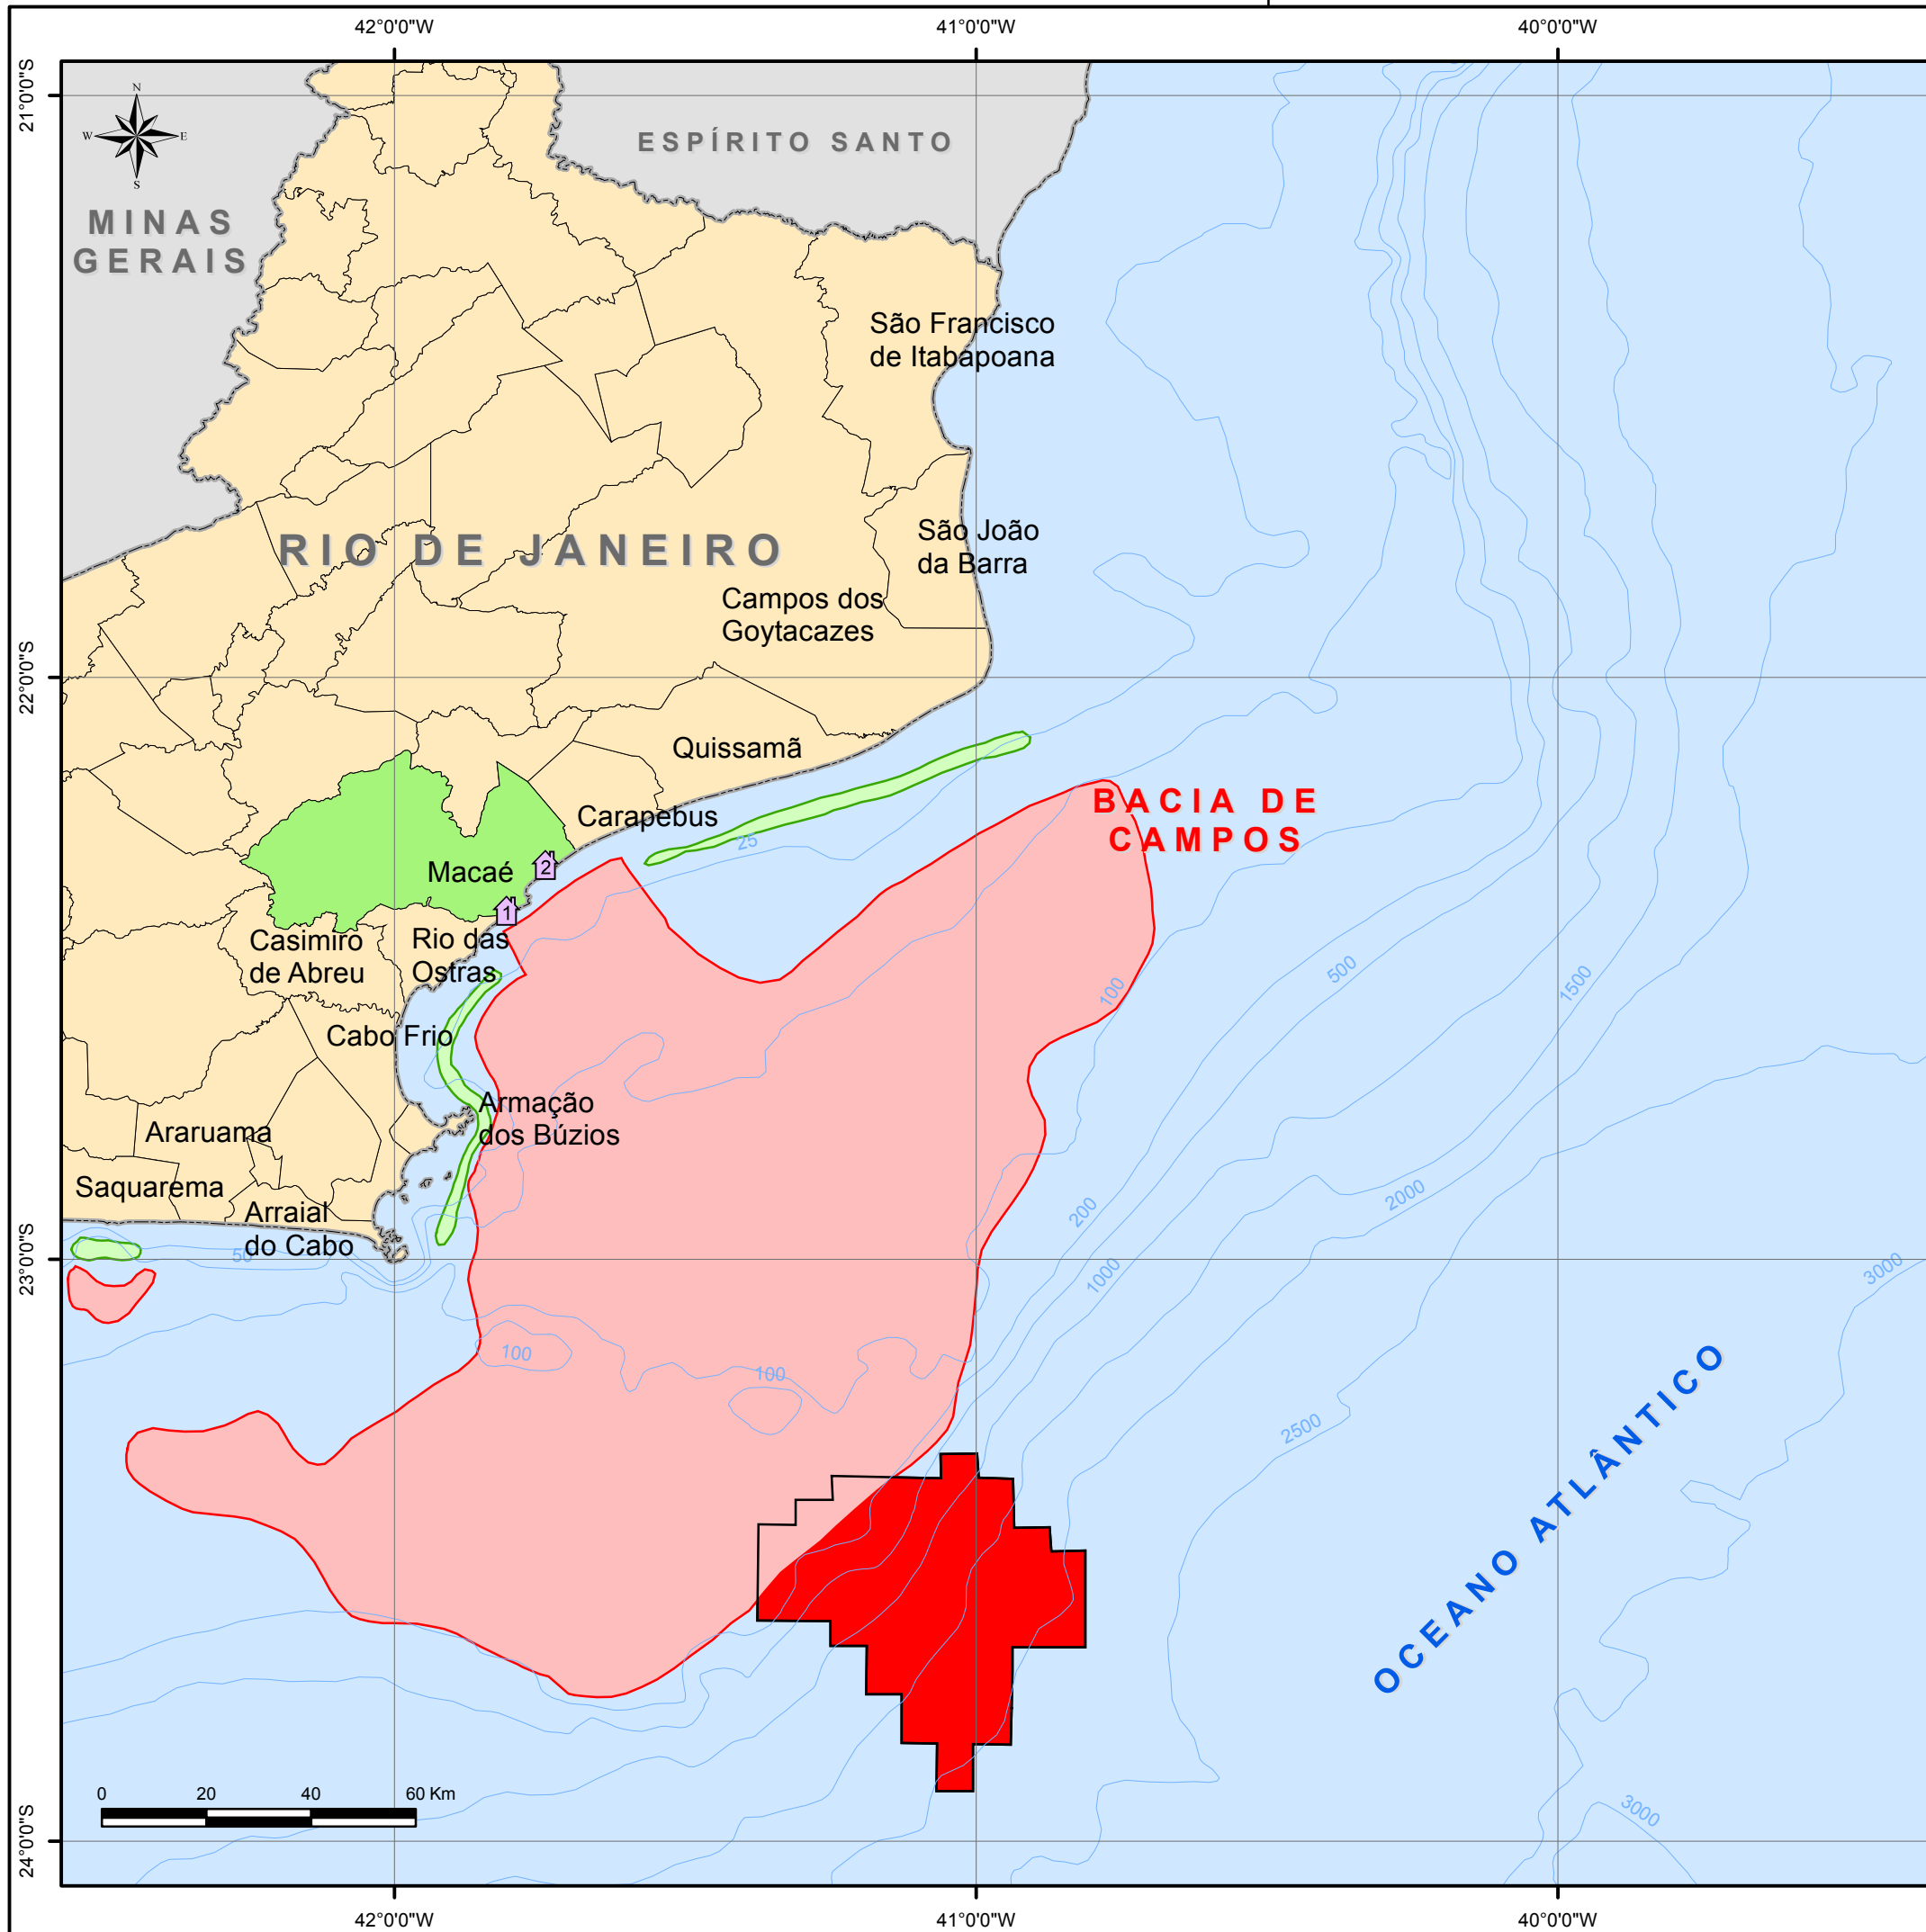 42°0'0"W
41°0'0"W
40°0'0"W
21°0'0"S
N
W
E
S
ESPÍRITO SANTO
MINAS
GERAIS
São Francisco
de Itabapoana
RIO DE JANEIRO
São João
da Barra
Campos dos
Goytacazes
22°0'0"S
Quissamã
BACIA DE
CAMPOS
Carapebus
25
Macaé
2
1
Casimiro
de Abreu
Rio das
Ostras
100
500
1500
Cabo Frio
Armação
dos Búzios
Araruama
Saquarema
Arraial
do Cabo
50
200
2000
1000
23°0'0"S
3000
100
100
2500
OCEANO ATLÂNTICO
0
20
40
60 Km
3000
24°0'0"S
42°0'0"W
41°0'0"W
40°0'0"W